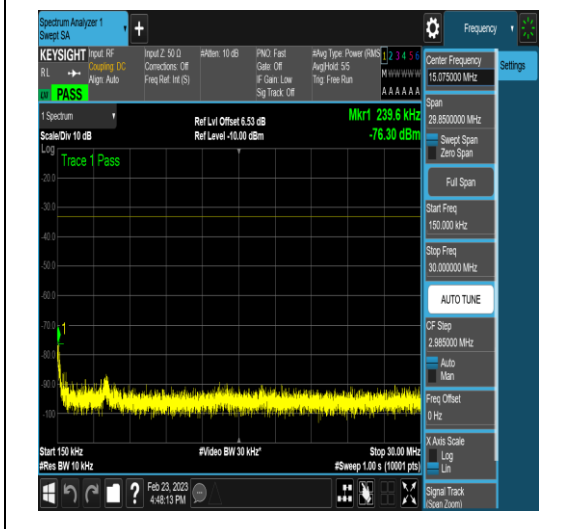 Spectrum Analyzer 1
Swept SA
+
Frequency
KEYSIGHT
RL
PASS
Input: RF
Coupling: DC
Align: Auto
Input Z: 50 Ω
Corrections: Off
Freq Ref: Int (S)
#Atten: 10 dB
PNO: Fast
Gate: Off
IF Gain: Low
Sig Track: Off
#Avg Type: Power (RMS
Avg|Hold: 5/5
Trig: Free Run
1 2 3 4 5 6
M W W W W W
A A A A A A
Settings
1 Spectrum
Scale/Div 10 dB
Ref Lvl Offset 6.53 dB
Ref Level -10.00 dBm
Mkr1 239.6 kHz
-76.30 dBm
Log
Trace 1 Pass
-20.0
-30.0
-40.0
-50.0
-60.0
-70.0
-80.0
-90.0
-100
1
Start 150 kHz
#Res BW 10 kHz
#Video BW 30 kHz*
Stop 30.00 MHz
#Sweep 1.00 s (10001 pts)
?
Feb 23, 2023
4:48:13 PM
Center Frequency
15.075000 MHz
Span
29.8500000 MHz
Swept Span
Zero Span
Full Span
Start Freq
150.000 kHz
Stop Freq
30.000000 MHz
AUTO TUNE
CF Step
2.985000 MHz
Auto
Man
Freq Offset
0 Hz
X Axis Scale
Log
Lin
Signal Track
(Span Zoom)